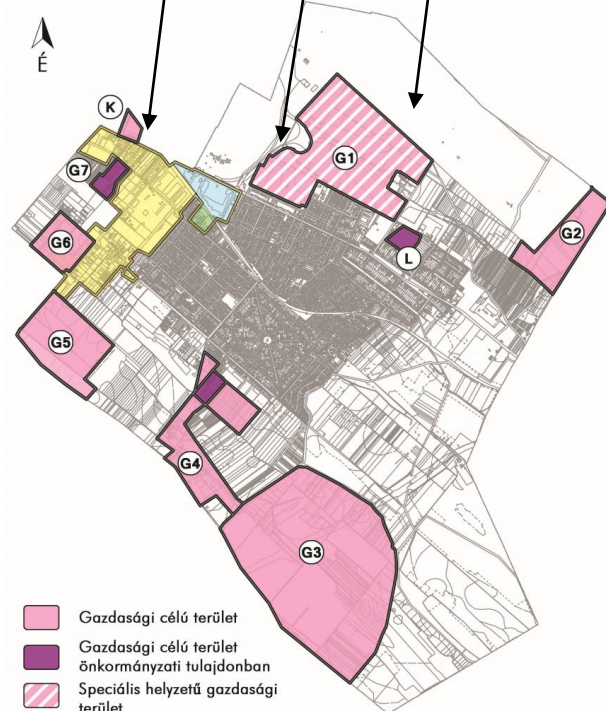 É
K
G1
G7
G2
G6
L
G5
G4
G3
Gazdasági célú terület
Gazdasági célú terület
önkormányzati tulajdonban
Speciális helyzetű gazdasági
terület